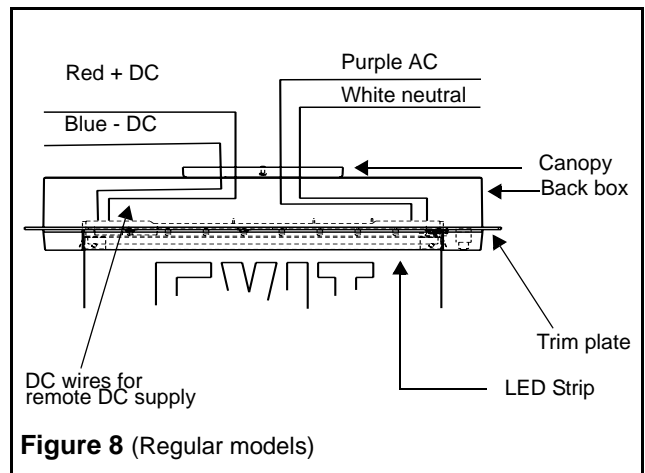 Red + DC
Purple AC
White neutral
Blue - DC
Canopy
Back box
Trim plate
DC wires for
remote DC supply
LED Strip
Figure 8 (Regular models)